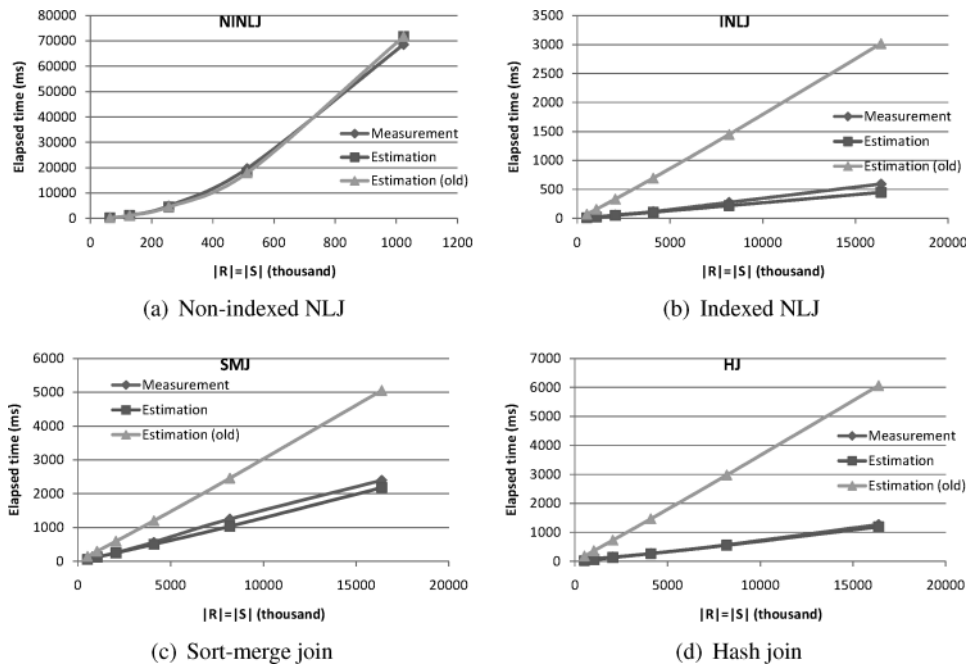 NINLJ
Elapsed time (ms)
80000
70000
60000
50000
40000
30000
20000
10000
0
Measurement
Estimation
Estimation (old)
0 200 400 600 800 1000 1200
|R|=|S| (thousand)
(a) Non-indexed NLJ
INLJ
Elapsed time (ms)
3500
3000
2500
2000
1500
1000
500
0
Measurement
Estimation
Estimation (old)
0 5000 10000 15000 20000
|R|=|S| (thousand)
(b) Indexed NLJ
SMJ
Elapsed time (ms)
6000
5000
4000
3000
2000
1000
0
Measurement
Estimation
Estimation (old)
0 5000 10000 15000 20000
|R|=|S| (thousand)
(c) Sort-merge join
HJ
Elapsed time (ms)
7000
6000
5000
4000
3000
2000
1000
0
Measurement
Estimation
Estimation (old)
0 5000 10000 15000 20000
|R|=|S| (thousand)
(d) Hash join